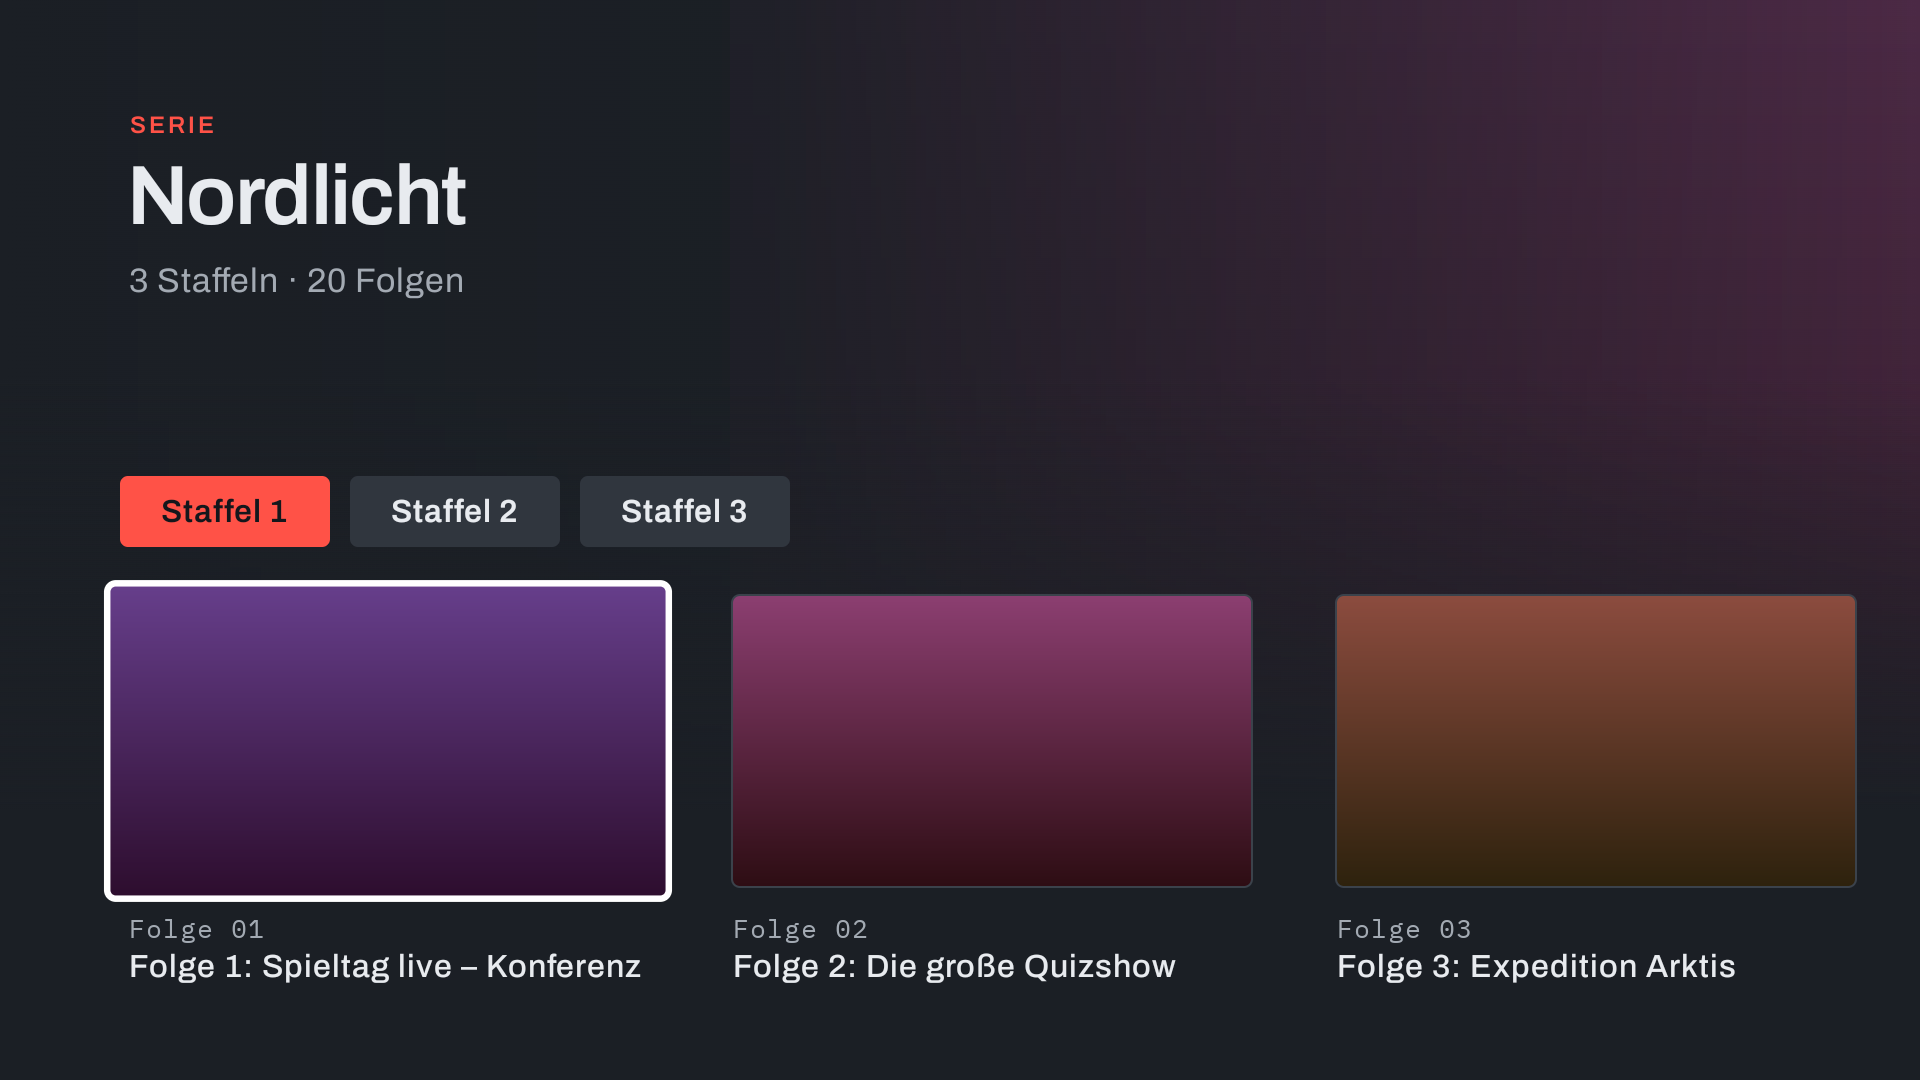 SERIE
Nordlicht
3 Staffeln · 20 Folgen
Staffel 1
Staffel 2
Staffel 3
Folge 01
Folge 1: Spieltag live – Konferenz
Folge 02
Folge 2: Die große Quizshow
Folge 03
Folge 3: Expedition Arktis